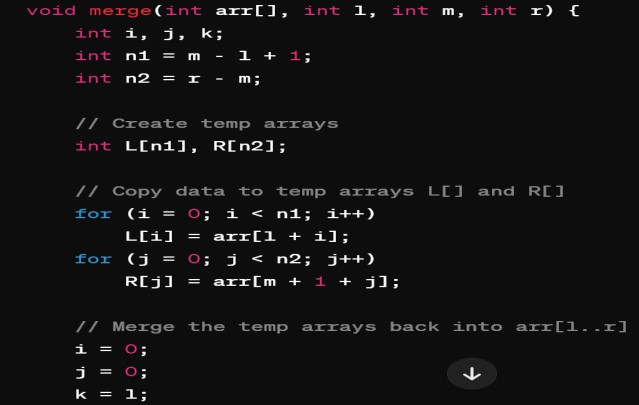 void merge(int arr[], int l, int m, int r) {
    int i, j, k;
    int n1 = m - l + 1;
    int n2 = r - m;

    // Create temp arrays
    int L[n1], R[n2];

    // Copy data to temp arrays L[] and R[]
    for (i = 0; i < n1; i++)
        L[i] = arr[l + i];
    for (j = 0; j < n2; j++)
        R[j] = arr[m + 1 + j];

    // Merge the temp arrays back into arr[l..r]
    i = 0;
    j = 0;
    k = l;